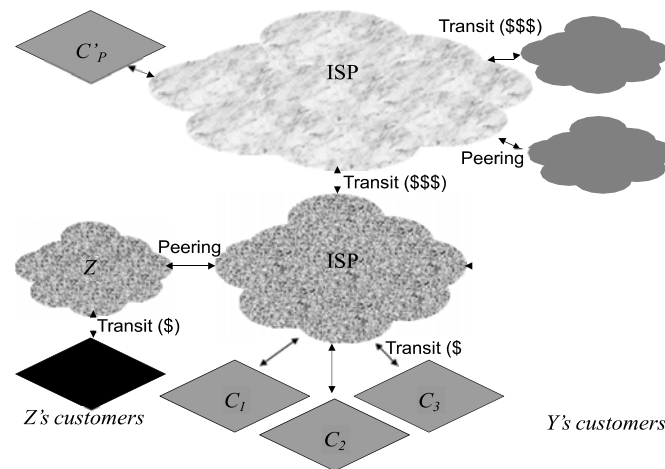 Transit ($$$)
C'P
ISP
Peering
Transit ($$$)
Peering
Z
ISP
Transit ($)
Transit ($
C1
C3
Z's customers
C2
Y's customers